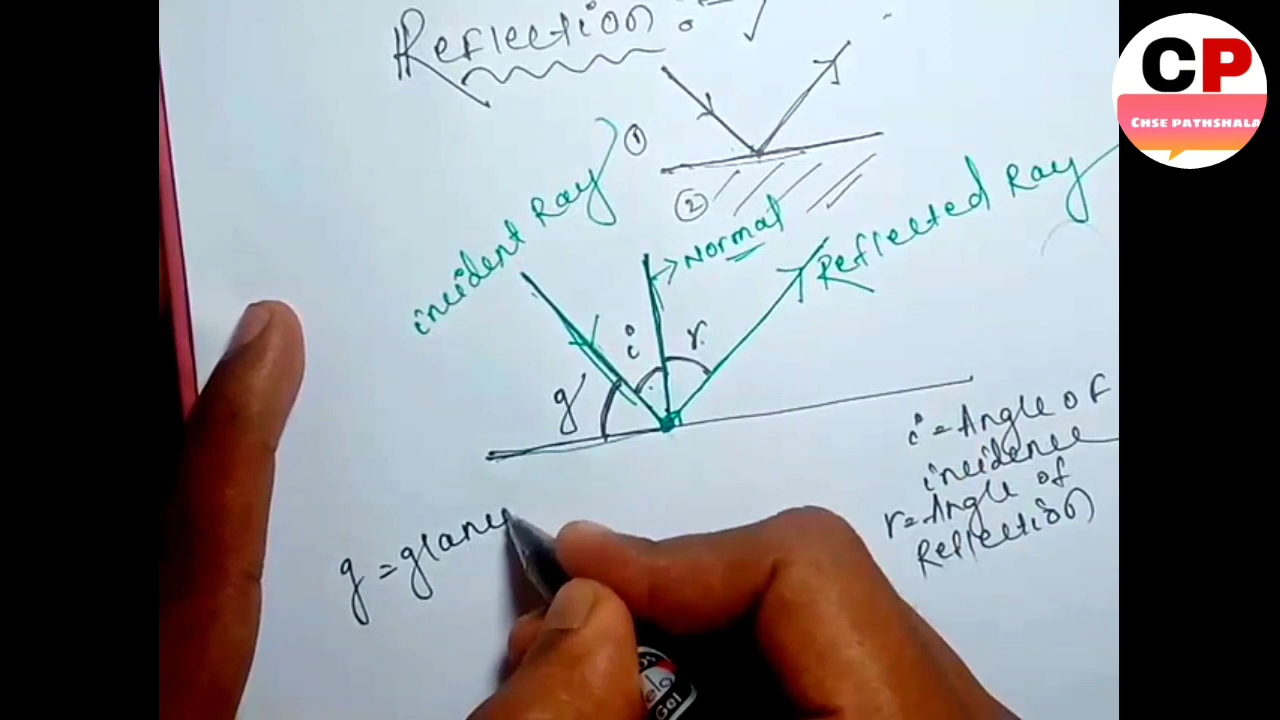 Reflection :
CP
CHSE PATHSHALA
①
②
incident Ray
Normal
Reflected Ray
i
r
g
i = Angle of
incidence
r = Angle of
Reflection
g = glanc